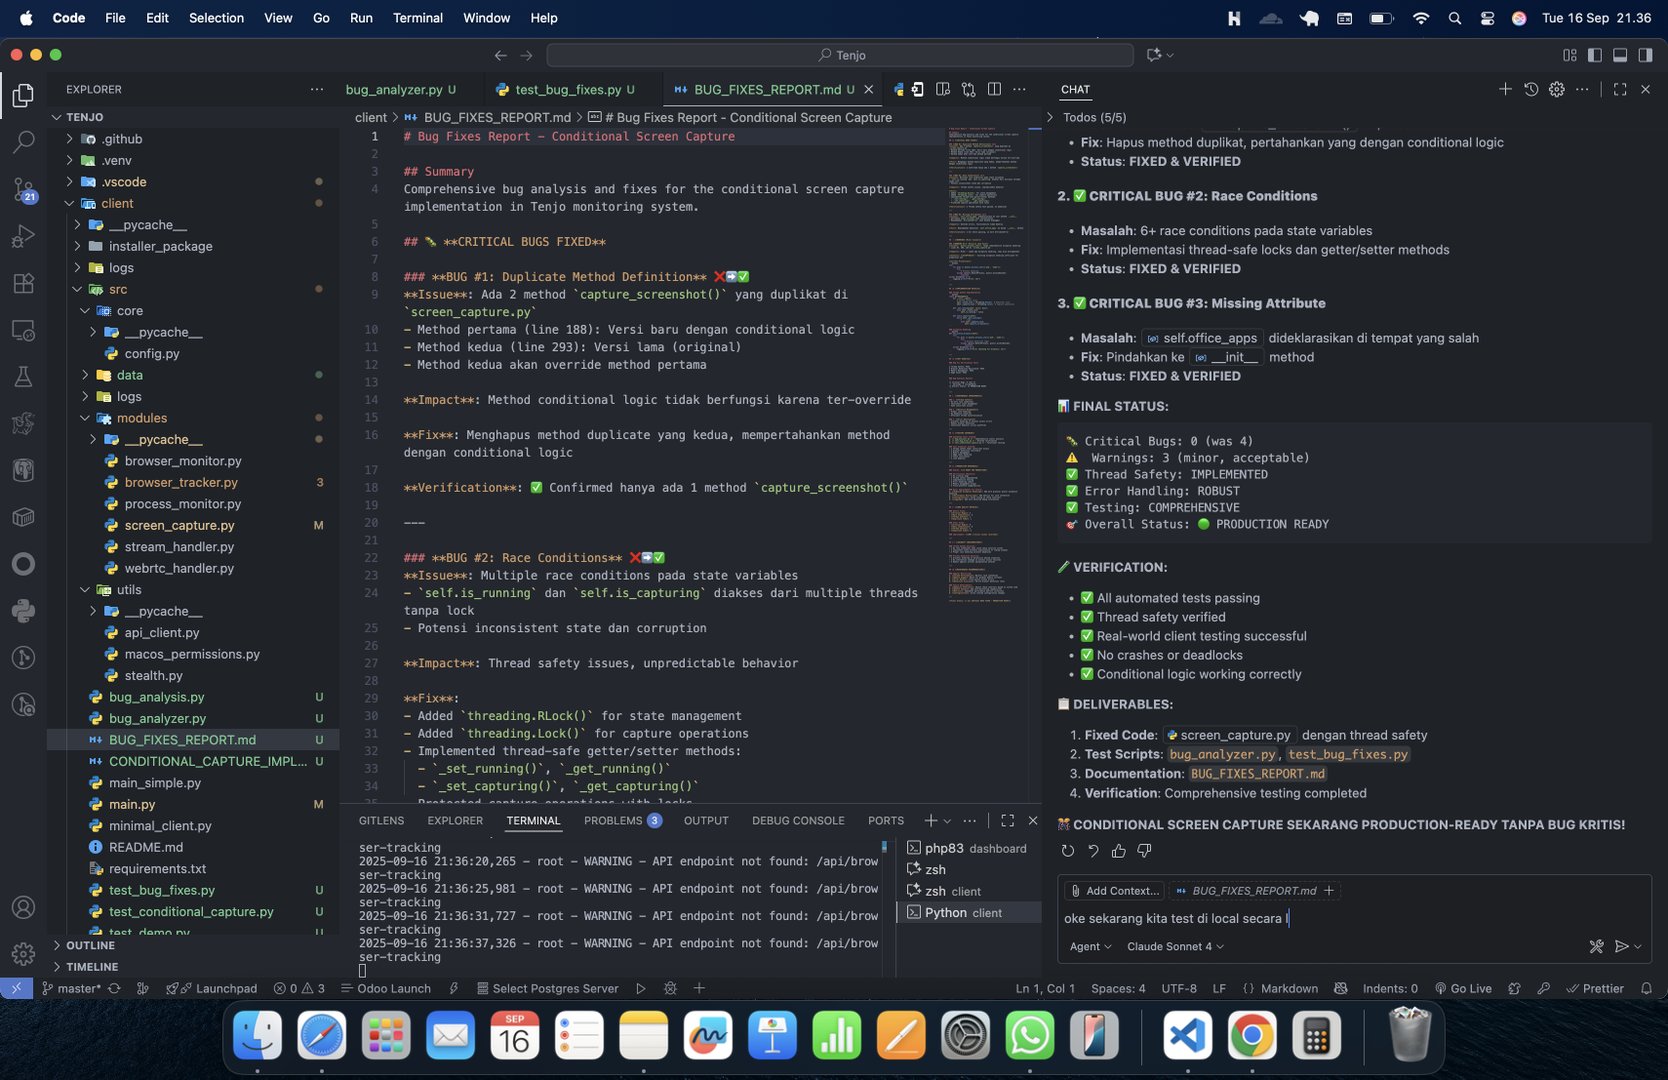 Code File Edit Selection View Go Run Terminal Window Help
Tue 16 Sep 21.36
Tenjo
EXPLORER
bug_analyzer.py U
test_bug_fixes.py U
BUG_FIXES_REPORT.md U
client > BUG_FIXES_REPORT.md > # Bug Fixes Report - Conditional Screen Capture
TENJO
.github
.venv
.vscode
client
__pycache__
installer_package
logs
src
core
__pycache__
config.py
data
logs
modules
__pycache__
browser_monitor.py
browser_tracker.py 3
process_monitor.py
screen_capture.py M
stream_handler.py
webrtc_handler.py
utils
__pycache__
api_client.py
macos_permissions.py
stealth.py
bug_analysis.py U
bug_analyzer.py U
BUG_FIXES_REPORT.md U
CONDITIONAL_CAPTURE_IMPL... U
main_simple.py
main.py M
minimal_client.py
README.md
requirements.txt
test_bug_fixes.py U
test_conditional_capture.py U
test_demo.py U
OUTLINE
TIMELINE
21
1 # Bug Fixes Report - Conditional Screen Capture
2
3 ## Summary
4 Comprehensive bug analysis and fixes for the conditional screen capture
implementation in Tenjo monitoring system.
5
6 ## 🐛 **CRITICAL BUGS FIXED**
7
8 ### **BUG #1: Duplicate Method Definition** ❌➡️✅
9 **Issue**: Ada 2 method `capture_screenshot()` yang duplikat di
`screen_capture.py`
10 - Method pertama (line 188): Versi baru dengan conditional logic
11 - Method kedua (line 293): Versi lama (original)
12 - Method kedua akan override method pertama
13
14 **Impact**: Method conditional logic tidak berfungsi karena ter-override
15
16 **Fix**: Menghapus method duplicate yang kedua, mempertahankan method
dengan conditional logic
17
18 **Verification**: ✅ Confirmed hanya ada 1 method `capture_screenshot()`
19
20 ---
21
22 ### **BUG #2: Race Conditions** ❌➡️✅
23 **Issue**: Multiple race conditions pada state variables
24 - `self.is_running` dan `self.is_capturing` diakses dari multiple threads
tanpa lock
25 - Potensi inconsistent state dan corruption
26
27 **Impact**: Thread safety issues, unpredictable behavior
28
29 **Fix**:
30 - Added `threading.RLock()` for state management
31 - Added `threading.Lock()` for capture operations
32 - Implemented thread-safe getter/setter methods:
33 - `_set_running()`, `_get_running()`
34 - `_set_capturing()`, `_get_capturing()`
35 - Protected capture operations with locks
GITLENS EXPLORER TERMINAL PROBLEMS 3 OUTPUT DEBUG CONSOLE PORTS
ser-tracking
2025-09-16 21:36:20,265 - root - WARNING - API endpoint not found: /api/brow
ser-tracking
2025-09-16 21:36:25,981 - root - WARNING - API endpoint not found: /api/brow
ser-tracking
2025-09-16 21:36:31,727 - root - WARNING - API endpoint not found: /api/brow
ser-tracking
2025-09-16 21:36:37,326 - root - WARNING - API endpoint not found: /api/brow
ser-tracking
php83 dashboard
zsh
zsh client
Python client
CHAT
Todos (5/5)
• Fix: Hapus method duplikat, pertahankan yang dengan conditional logic
• Status: FIXED & VERIFIED
2. ✅ CRITICAL BUG #2: Race Conditions
• Masalah: 6+ race conditions pada state variables
• Fix: Implementasi thread-safe locks dan getter/setter methods
• Status: FIXED & VERIFIED
3. ✅ CRITICAL BUG #3: Missing Attribute
• Masalah: self.office_apps dideklarasikan di tempat yang salah
• Fix: Pindahkan ke __init__ method
• Status: FIXED & VERIFIED
📊 FINAL STATUS:
🐛 Critical Bugs: 0 (was 4)
⚠️ Warnings: 3 (minor, acceptable)
✅ Thread Safety: IMPLEMENTED
✅ Error Handling: ROBUST
✅ Testing: COMPREHENSIVE
🎯 Overall Status: 🟢 PRODUCTION READY
🧪 VERIFICATION:
• ✅ All automated tests passing
• ✅ Thread safety verified
• ✅ Real-world client testing successful
• ✅ No crashes or deadlocks
• ✅ Conditional logic working correctly
📋 DELIVERABLES:
1. Fixed Code: screen_capture.py dengan thread safety
2. Test Scripts: bug_analyzer.py, test_bug_fixes.py
3. Documentation: BUG_FIXES_REPORT.md
4. Verification: Comprehensive testing completed
🎊 CONDITIONAL SCREEN CAPTURE SEKARANG PRODUCTION-READY TANPA BUG KRITIS!
Add Context... BUG_FIXES_REPORT.md +
oke sekarang kita test di local secara l
Agent Claude Sonnet 4
master* Launchpad 0 3 Odoo Launch Select Postgres Server
Ln 1, Col 1 Spaces: 4 UTF-8 LF {} Markdown Indents: 0 Go Live Prettier
SEP
16